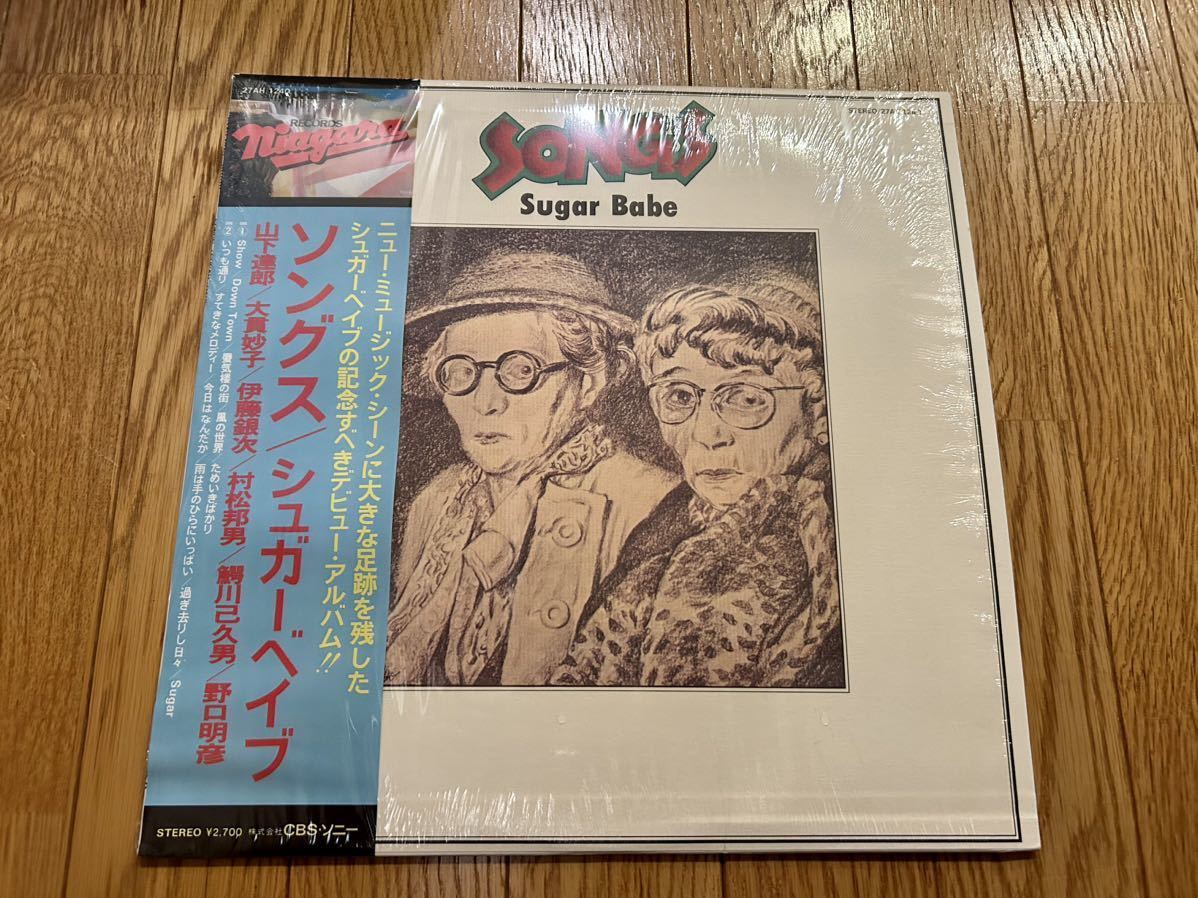 27AH 1240
RECORDS
Niagara
ニュー・ミュージック・シーンに大きな足跡を残した
シュガーベイブの記念すべきデビュー・アルバム!!
ソングス/シュガーベイブ
山下達郎/大貫妙子/伊藤銀次/村松邦男/鰐川己久男/野口明彦
SIDE 1 Show/Down Town/蜃気楼の街/風の世界/ためいきばかり
SIDE 2 いつも通り/すてきなメロディー/今日はなんだか/雨は手のひらにいっぱい/過ぎ去りし日々/Sugar
STEREO ¥2,700 株式会社 CBS・ソニー
SONGS
Sugar Babe